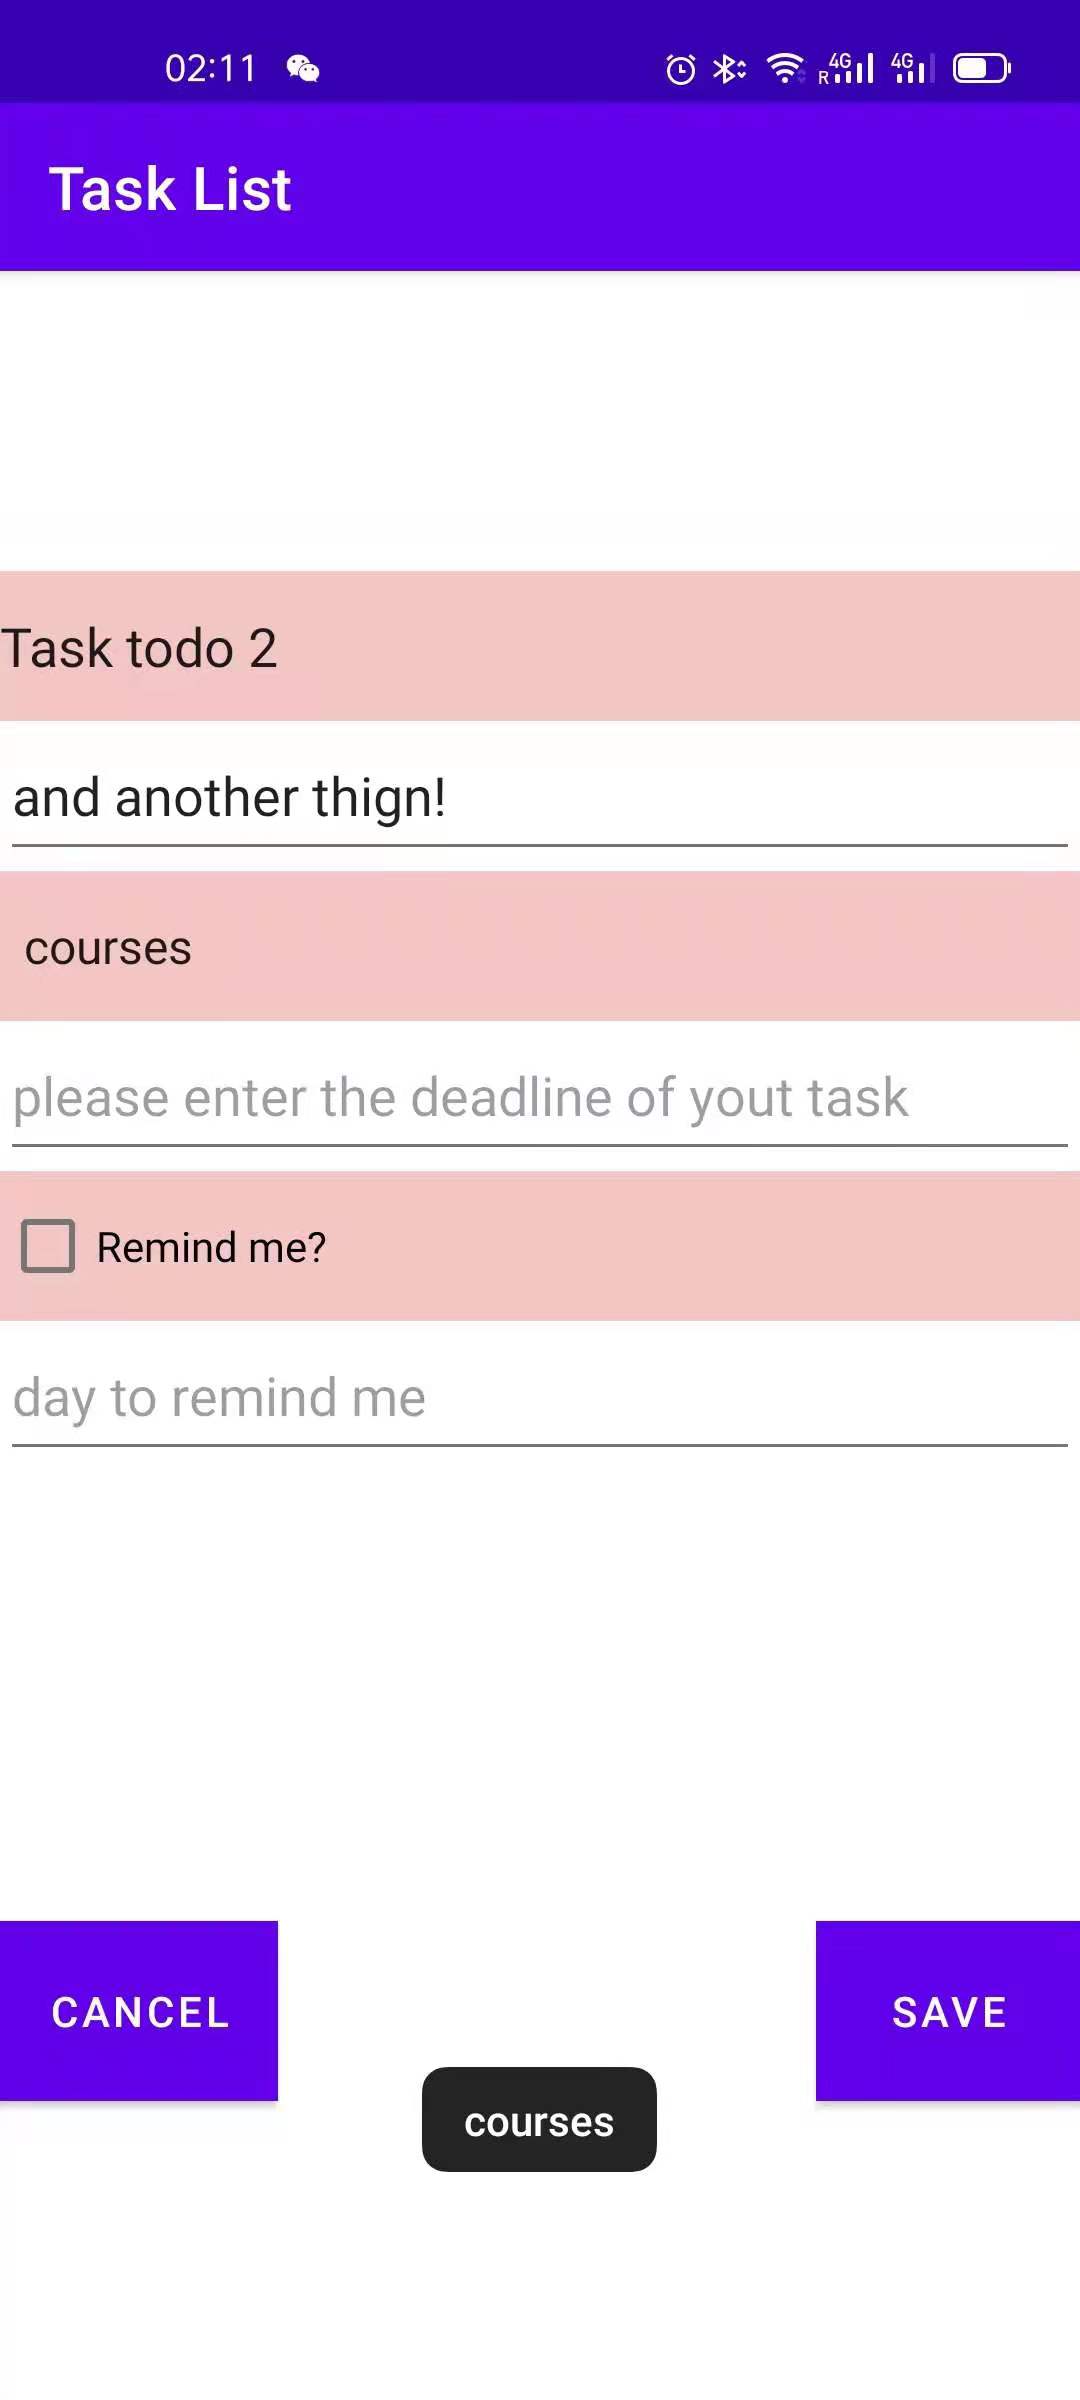 02:11
R 4G 4G
Task List
Task todo 2
and another thign!
courses
please enter the deadline of yout task
Remind me?
day to remind me
CANCEL
SAVE
courses